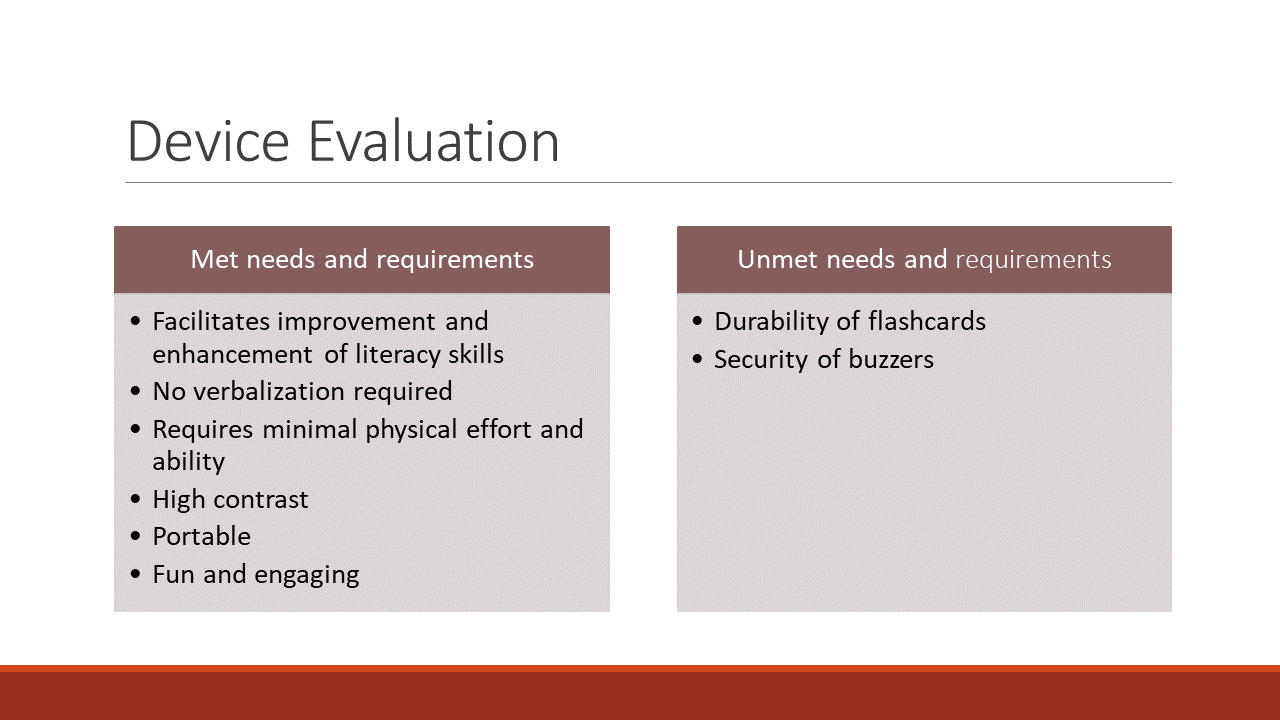 Device Evaluation
Met needs and requirements
• Facilitates improvement and
enhancement of literacy skills
• No verbalization required
• Requires minimal physical effort and
ability
• High contrast
• Portable
• Fun and engaging
Unmet needs and requirements
• Durability of flashcards
• Security of buzzers